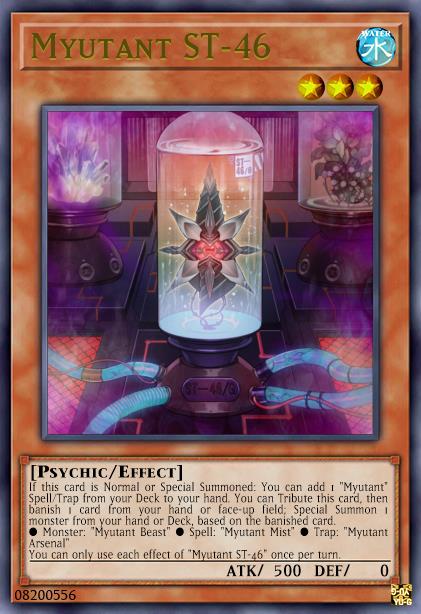 Myutant ST-46
WATER
水
ST-
46/0
ST-46/0
[Psychic/Effect]
If this card is Normal or Special Summoned: You can add 1 "Myutant"
Spell/Trap from your Deck to your hand. You can Tribute this card, then
banish 1 card from your hand or face-up field; Special Summon 1
monster from your hand or Deck, based on the banished card.
● Monster: "Myutant Beast" ● Spell: "Myutant Mist" ● Trap: "Myutant
Arsenal"
You can only use each effect of "Myutant ST-46" once per turn.
ATK/ 500 DEF/ 0
08200556